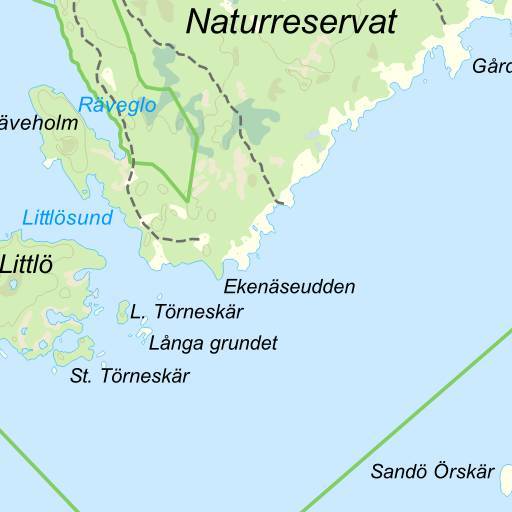 Naturreservat
Gård
Räveglo
äveholm
Littlösund
Littlö
Ekenäseudden
L. Törneskär
Långa grundet
St. Törneskär
Sandö Örskär